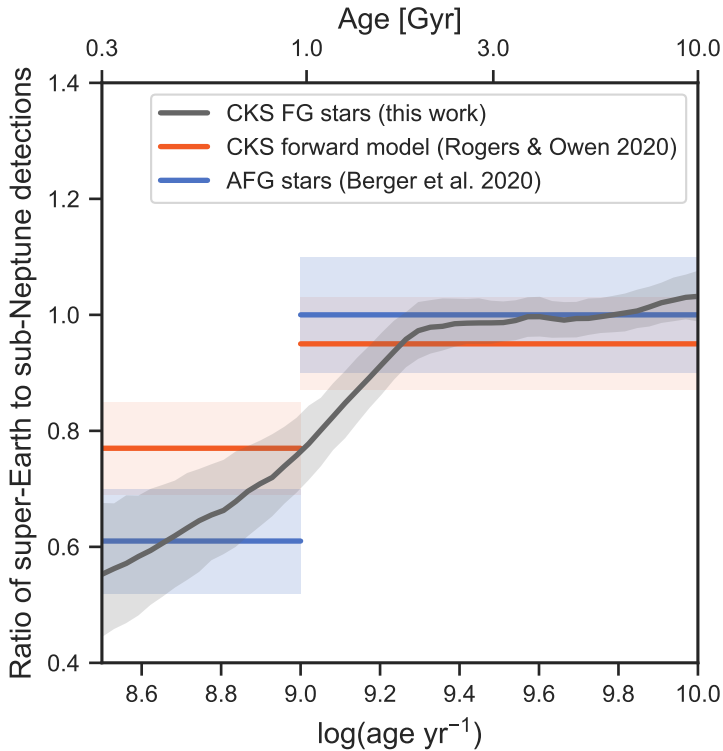 Age [Gyr]
0.3 1.0 3.0 10.0
Ratio of super-Earth to sub-Neptune detections
1.4
1.2
1.0
0.8
0.6
0.4
CKS FG stars (this work)
CKS forward model (Rogers & Owen 2020)
AFG stars (Berger et al. 2020)
8.6 8.8 9.0 9.2 9.4 9.6 9.8 10.0
log(age yr⁻¹)